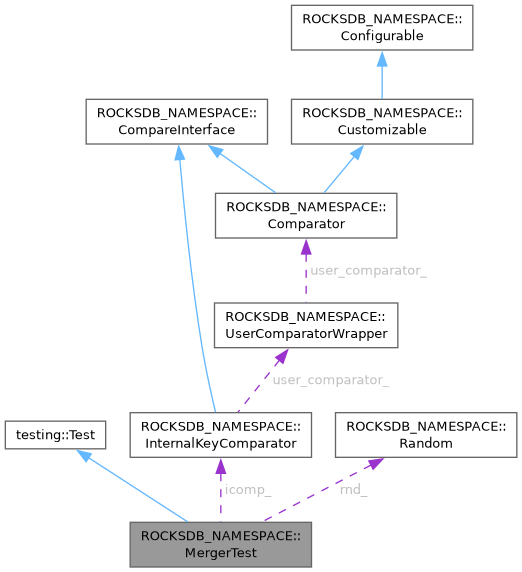 ROCKSDB_NAMESPACE::
Configurable
ROCKSDB_NAMESPACE::
CompareInterface
ROCKSDB_NAMESPACE::
Customizable
ROCKSDB_NAMESPACE::
Comparator
user_comparator_
ROCKSDB_NAMESPACE::
UserComparatorWrapper
user_comparator_
testing::Test
ROCKSDB_NAMESPACE::
InternalKeyComparator
ROCKSDB_NAMESPACE::
Random
icomp_
rnd_
ROCKSDB_NAMESPACE::
MergerTest